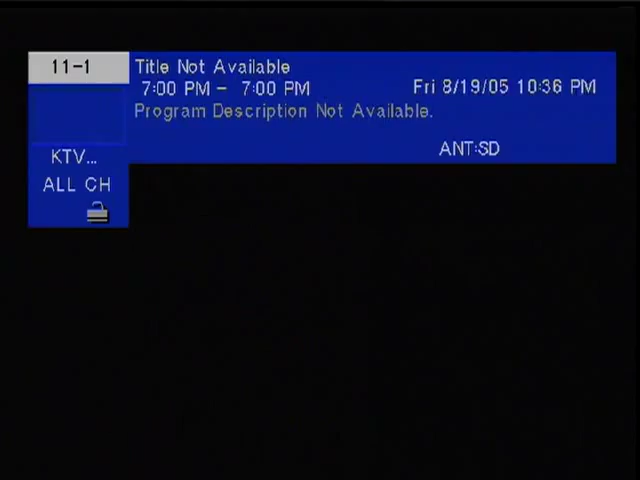 11-1
Title Not Available
7:00 PM - 7:00 PM
Fri 8/19/05 10:36 PM
Program Description Not Available.
ANT:SD
KTV...
ALL CH